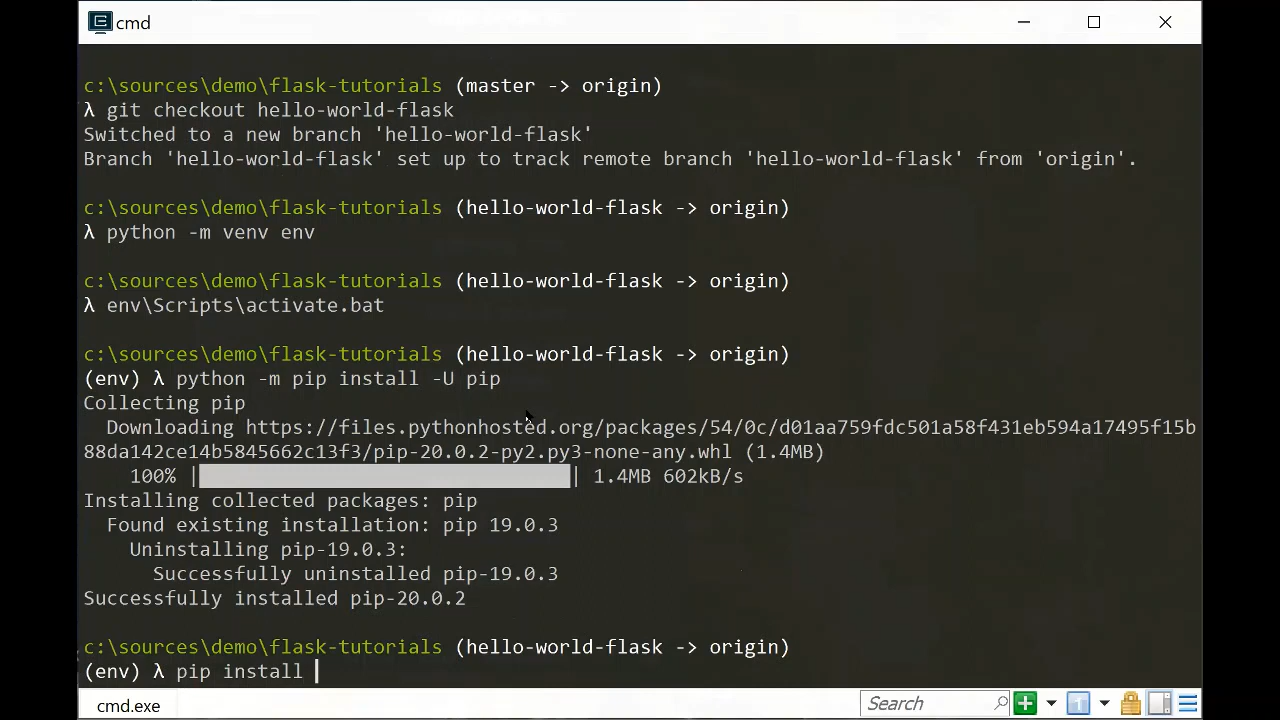 cmd
c:\sources\demo\flask-tutorials (master -> origin)
λ git checkout hello-world-flask
Switched to a new branch 'hello-world-flask'
Branch 'hello-world-flask' set up to track remote branch 'hello-world-flask' from 'origin'.
c:\sources\demo\flask-tutorials (hello-world-flask -> origin)
λ python -m venv env
c:\sources\demo\flask-tutorials (hello-world-flask -> origin)
λ env\Scripts\activate.bat
c:\sources\demo\flask-tutorials (hello-world-flask -> origin)
(env) λ python -m pip install -U pip
Collecting pip
Downloading https://files.pythonhosted.org/packages/54/0c/d01aa759fdc501a58f431eb594a17495f15b
88da142ce14b5845662c13f3/pip-20.0.2-py2.py3-none-any.whl (1.4MB)
100% | | 1.4MB 602kB/s
Installing collected packages: pip
Found existing installation: pip 19.0.3
Uninstalling pip-19.0.3:
Successfully uninstalled pip-19.0.3
Successfully installed pip-20.0.2
c:\sources\demo\flask-tutorials (hello-world-flask -> origin)
(env) λ pip install
cmd.exe
Search
1